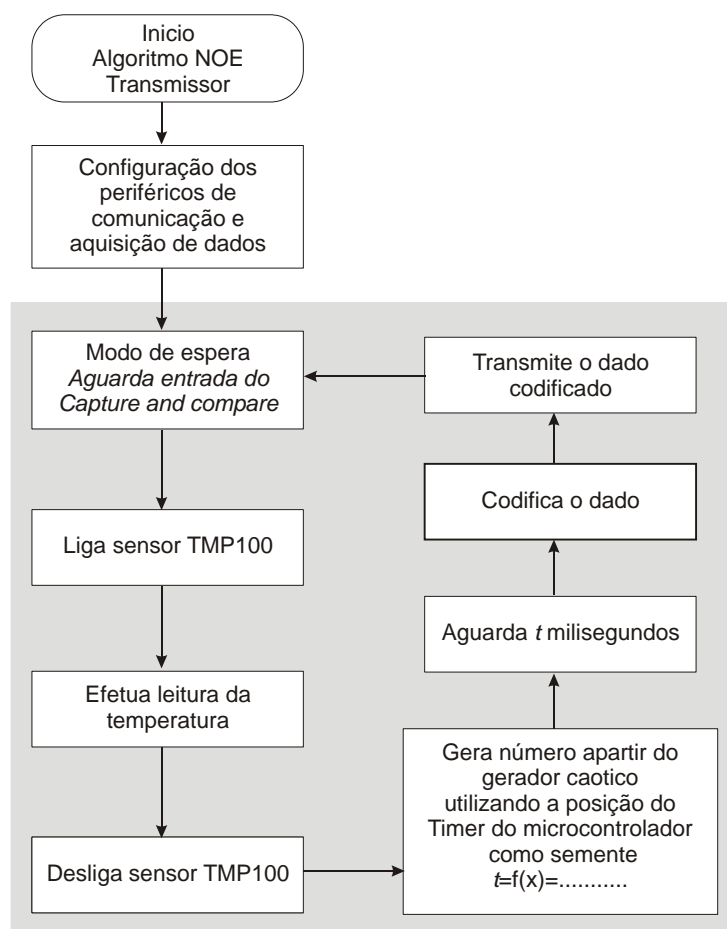 Inicio
Algoritmo NOE
Transmissor
Configuração dos
periféricos de
comunicação e
aquisição de dados
Modo de espera
Aguarda entrada do
Capture and compare
Liga sensor TMP100
Efetua leitura da
temperatura
Desliga sensor TMP100
Gera número apartir do
gerador caotico
utilizando a posição do
Timer do microcontrolador
como semente
t=f(x)=...........
Aguarda t milisegundos
Codifica o dado
Transmite o dado
codificado